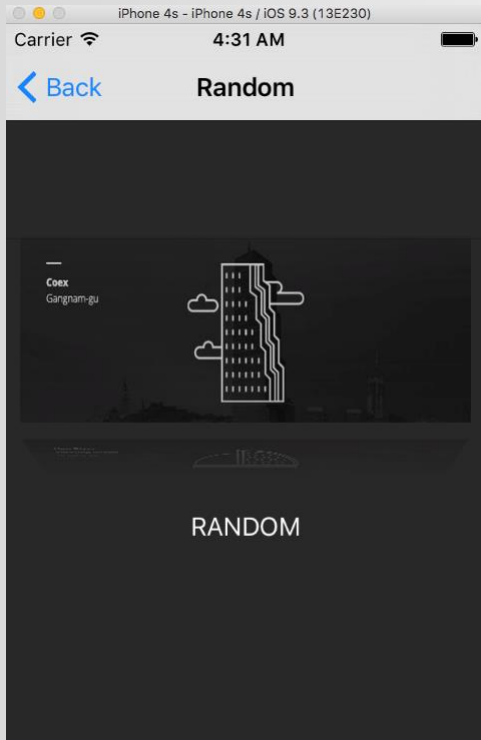 iPhone 4s - iPhone 4s / iOS 9.3 (13E230)
Carrier 4:31 AM
Back Random
Coex
Gangnam-gu
RANDOM